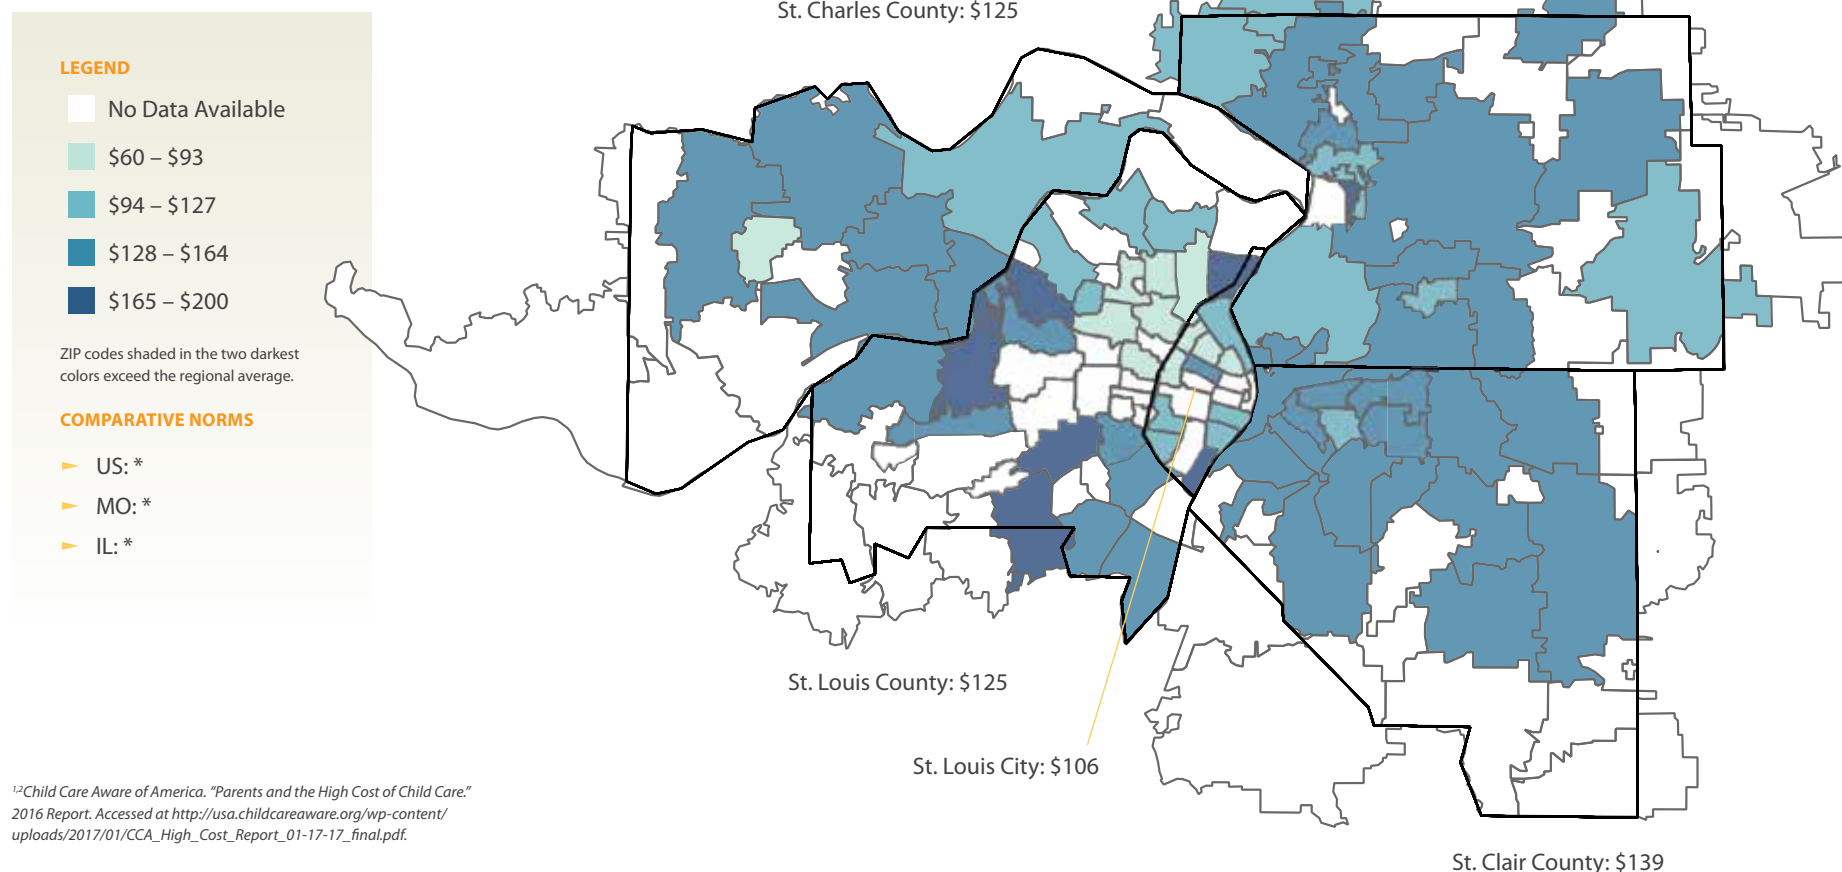 St. Charles County: $125
LEGEND
No Data Available
$60 – $93
$94 – $127
$128 – $164
$165 – $200
ZIP codes shaded in the two darkest
colors exceed the regional average.
COMPARATIVE NORMS
► US: *
► MO: *
► IL: *
St. Louis County: $125
St. Louis City: $106
1,2Child Care Aware of America. “Parents and the High Cost of Child Care.”
2016 Report. Accessed at http://usa.childcareaware.org/wp-content/
uploads/2017/01/CCA_High_Cost_Report_01-17-17_final.pdf.
St. Clair County: $139